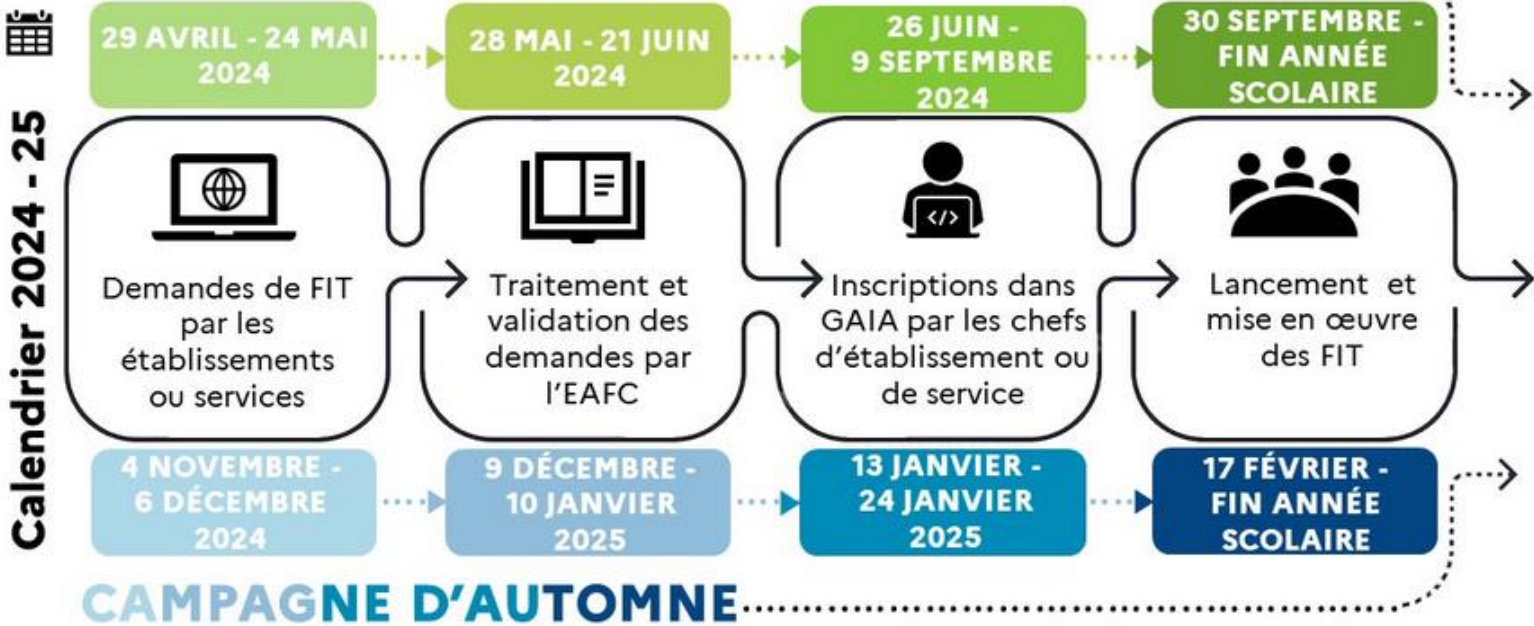 Calendrier 2024 - 25
29 AVRIL - 24 MAI
2024
28 MAI - 21 JUIN
2024
26 JUIN -
9 SEPTEMBRE
2024
30 SEPTEMBRE -
FIN ANNÉE
SCOLAIRE
Demandes de FIT
par les
établissements
ou services
Traitement et
validation des
demandes par
l'EAFC
</>
Inscriptions dans
GAIA par les chefs
d'établissement ou
de service
Lancement et
mise en œuvre
des FIT
4 NOVEMBRE -
6 DÉCEMBRE
2024
9 DÉCEMBRE -
10 JANVIER
2025
13 JANVIER -
24 JANVIER
2025
17 FÉVRIER -
FIN ANNÉE
SCOLAIRE
CAMPAGNE D'AUTOMNE